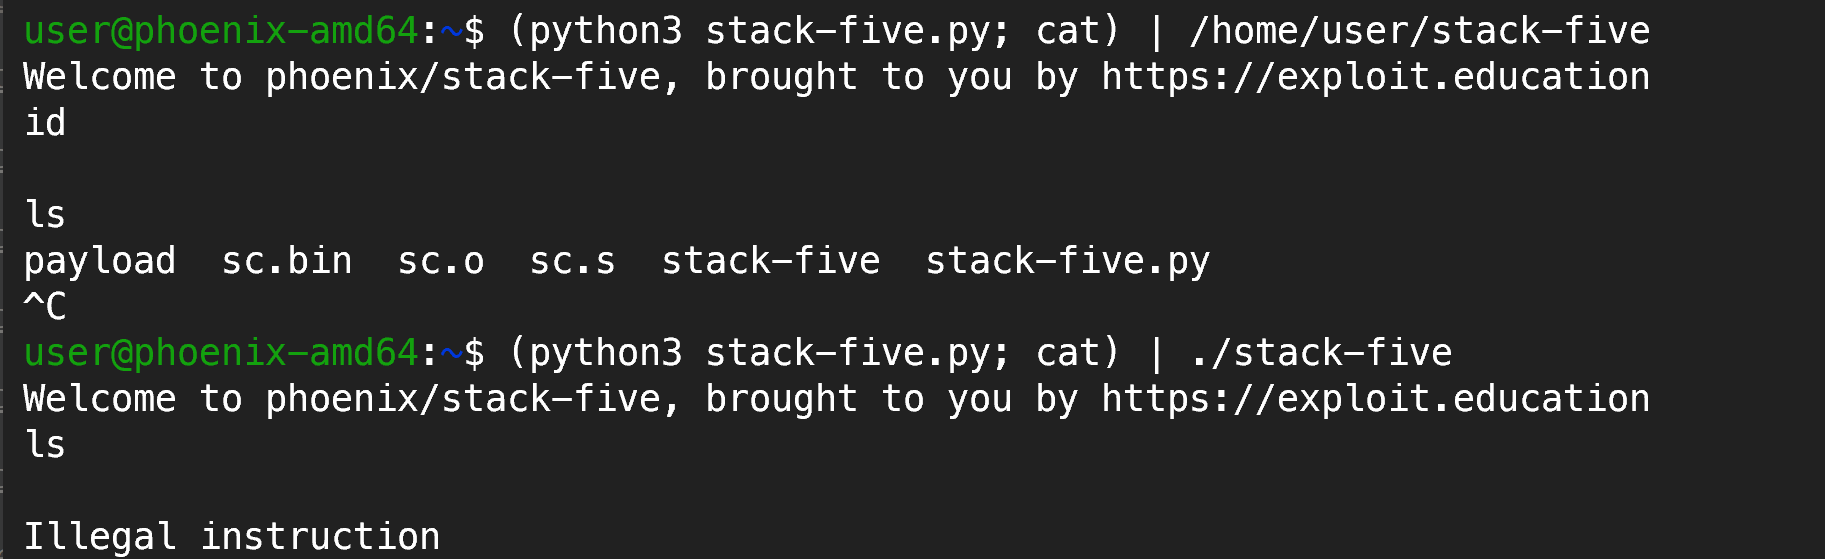 user@phoenix-amd64:~$ (python3 stack-five.py; cat) | /home/user/stack-five
Welcome to phoenix/stack-five, brought to you by https://exploit.education
id
ls
payload  sc.bin  sc.o  sc.s  stack-five  stack-five.py
^C
user@phoenix-amd64:~$ (python3 stack-five.py; cat) | ./stack-five
Welcome to phoenix/stack-five, brought to you by https://exploit.education
ls
Illegal instruction